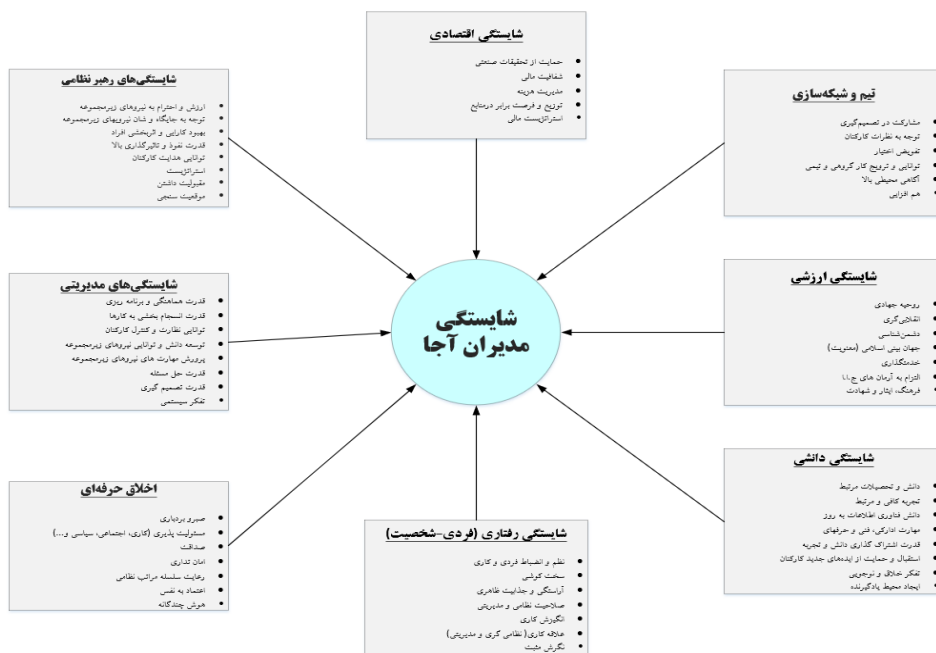 شایستگی اقتصادی
حمایت از تحقیقات صنعتی
شفافیت مالی
مدیریت هزینه
توزیع و فرصت برابر درمنابع
استراتژیست مالی
تیم و شبکه‌سازی
مشارکت در تصمیم‌گیری
توجه به نظرات کارکنان
تفویض اختیار
توانایی و ترویج کار گروهی و تیمی
آگاهی محیطی بالا
هم افزایی
شایستگی‌های رهبر نظامی
ارزش و احترام به نیروهای زیرمجموعه
توجه به جایگاه و شان نیرویهای زیرمجموعه
بهبود کارایی و اثربخشی افراد
قدرت نفوذ و تاثیرگذاری بالا
توانایی هدایت کارکنان
استراتژیست
مقبولیت داشتن
موقعیت سنجی
شایستگی ارزشی
روحیه جهادی
انقلابی‌گری
دشمن‌شناسی
جهان بینی اسلامی (معنویت)
خدمتگذاری
التزام به آرمان های ج.ا.ا
فرهنگ، ایثار و شهادت
شایستگی مدیران آجا
شایستگی‌های مدیریتی
قدرت هماهنگی و برنامه ریزی
قدرت انسجام بخشی به کارها
توانایی نظارت و کنترل کارکنان
توسعه دانش و توانایی نیروهای زیرمجموعه
پرورش مهارت های نیروهای زیرمجموعه
قدرت حل مسئله
قدرت تصمیم گیری
تفکر سیستمی
شایستگی دانشی
دانش و تحصیلات مرتبط
تجربه کافی و مرتبط
دانش فناوری اطلاعات به روز
مهارت ادارکی، فنی و حرفهای
قدرت اشتراک گذاری دانش و تجربه
استقبال و حمایت از ایده‌های جدید کارکنان
تفکر خلاق و نوجویی
ایجاد محیط یادگیرنده
اخلاق حرفه‌ای
صبرو بردباری
مسئولیت پذیری (کاری، اجتماعی، سیاسی و...)
صداقت
امان تداری
رعایت سلسله مراتب نظامی
اعتماد به نفس
هوش چندگانه
شایستگی رفتاری (فردی-شخصیت)
نظم و انضباط فردی و کاری
سخت کوشی
آراستگی و جذابیت ظاهری
صلاحیت نظامی و مدیریتی
انگیزش کاری
علاقه کاری( نظامی گری و مدیریتی)
نگرش مثبت